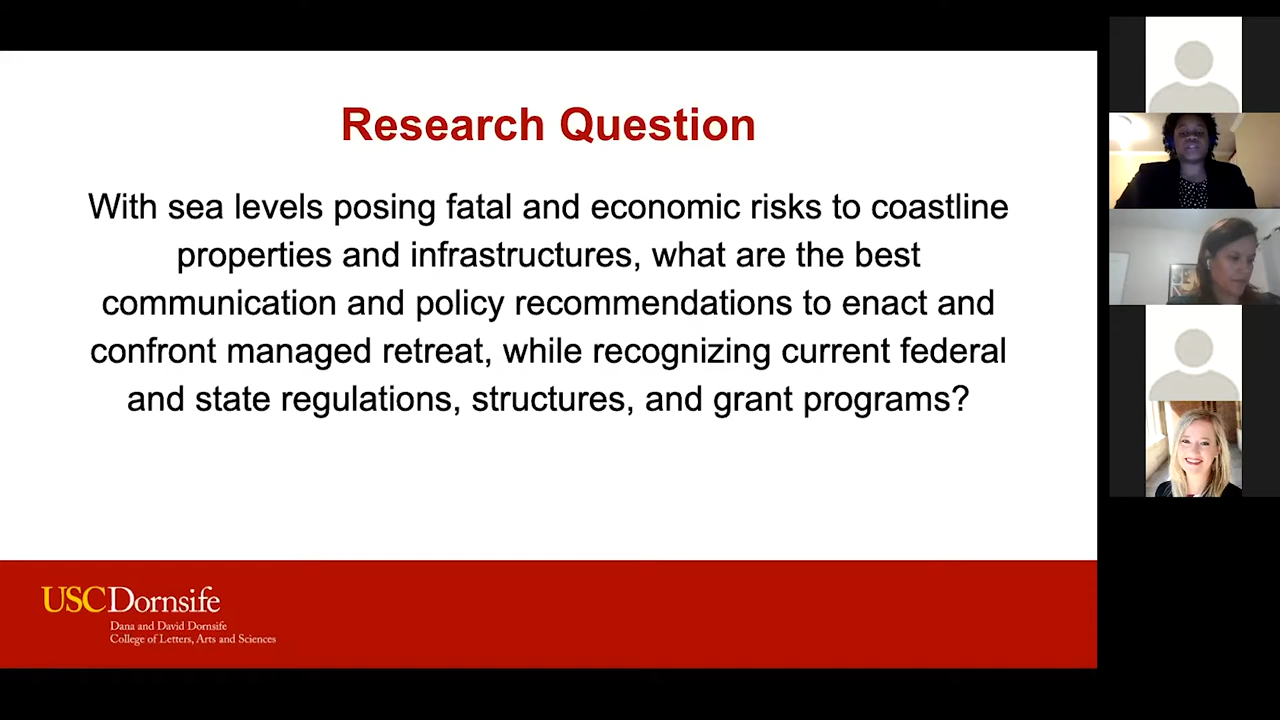 Research Question
With sea levels posing fatal and economic risks to coastline
properties and infrastructures, what are the best
communication and policy recommendations to enact and
confront managed retreat, while recognizing current federal
and state regulations, structures, and grant programs?
USCDornsife
Dana and David Dornsife
College of Letters, Arts and Sciences